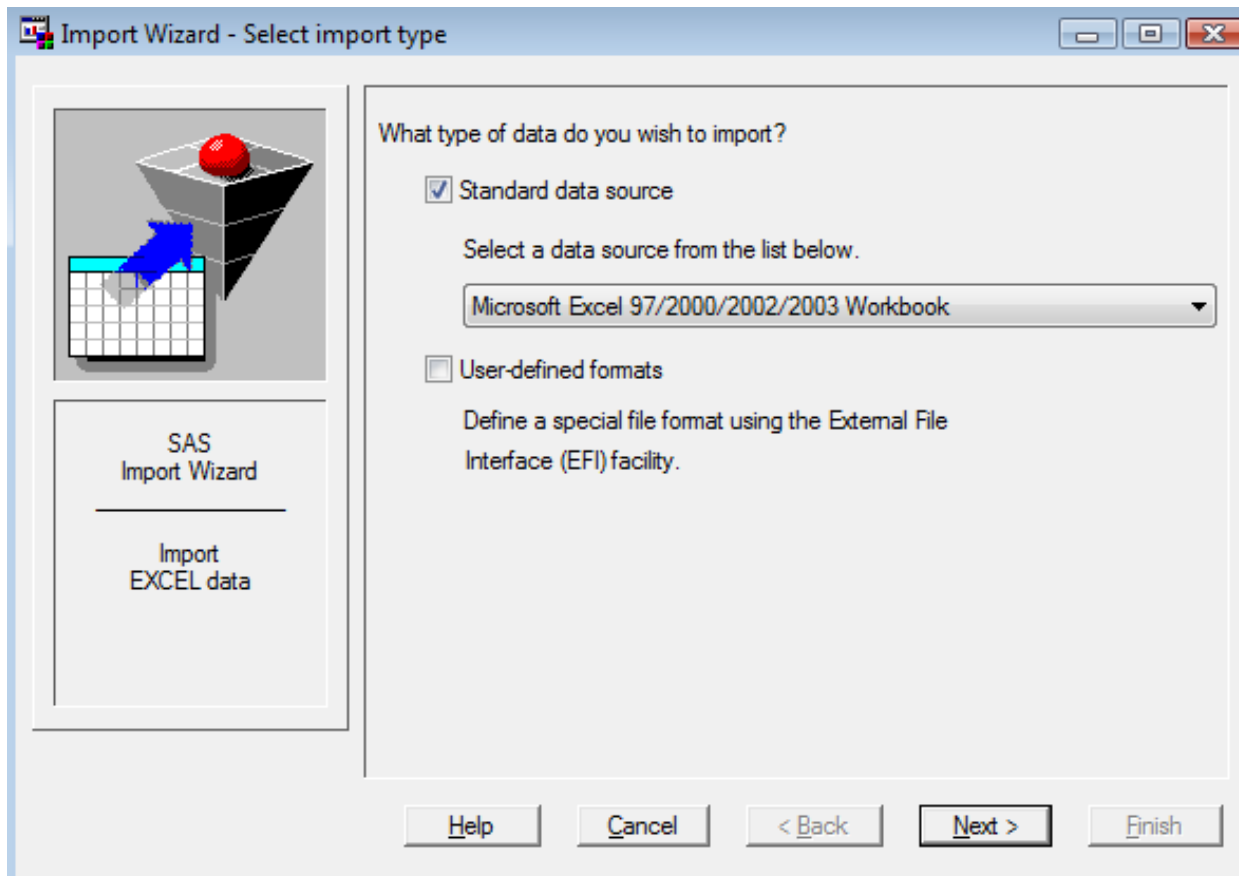 Import Wizard - Select import type
What type of data do you wish to import?
Standard data source
Select a data source from the list below.
Microsoft Excel 97/2000/2002/2003 Workbook
User-defined formats
Define a special file format using the External File
Interface (EFI) facility.
SAS
Import Wizard
Import
EXCEL data
Help
Cancel
< Back
Next >
Finish